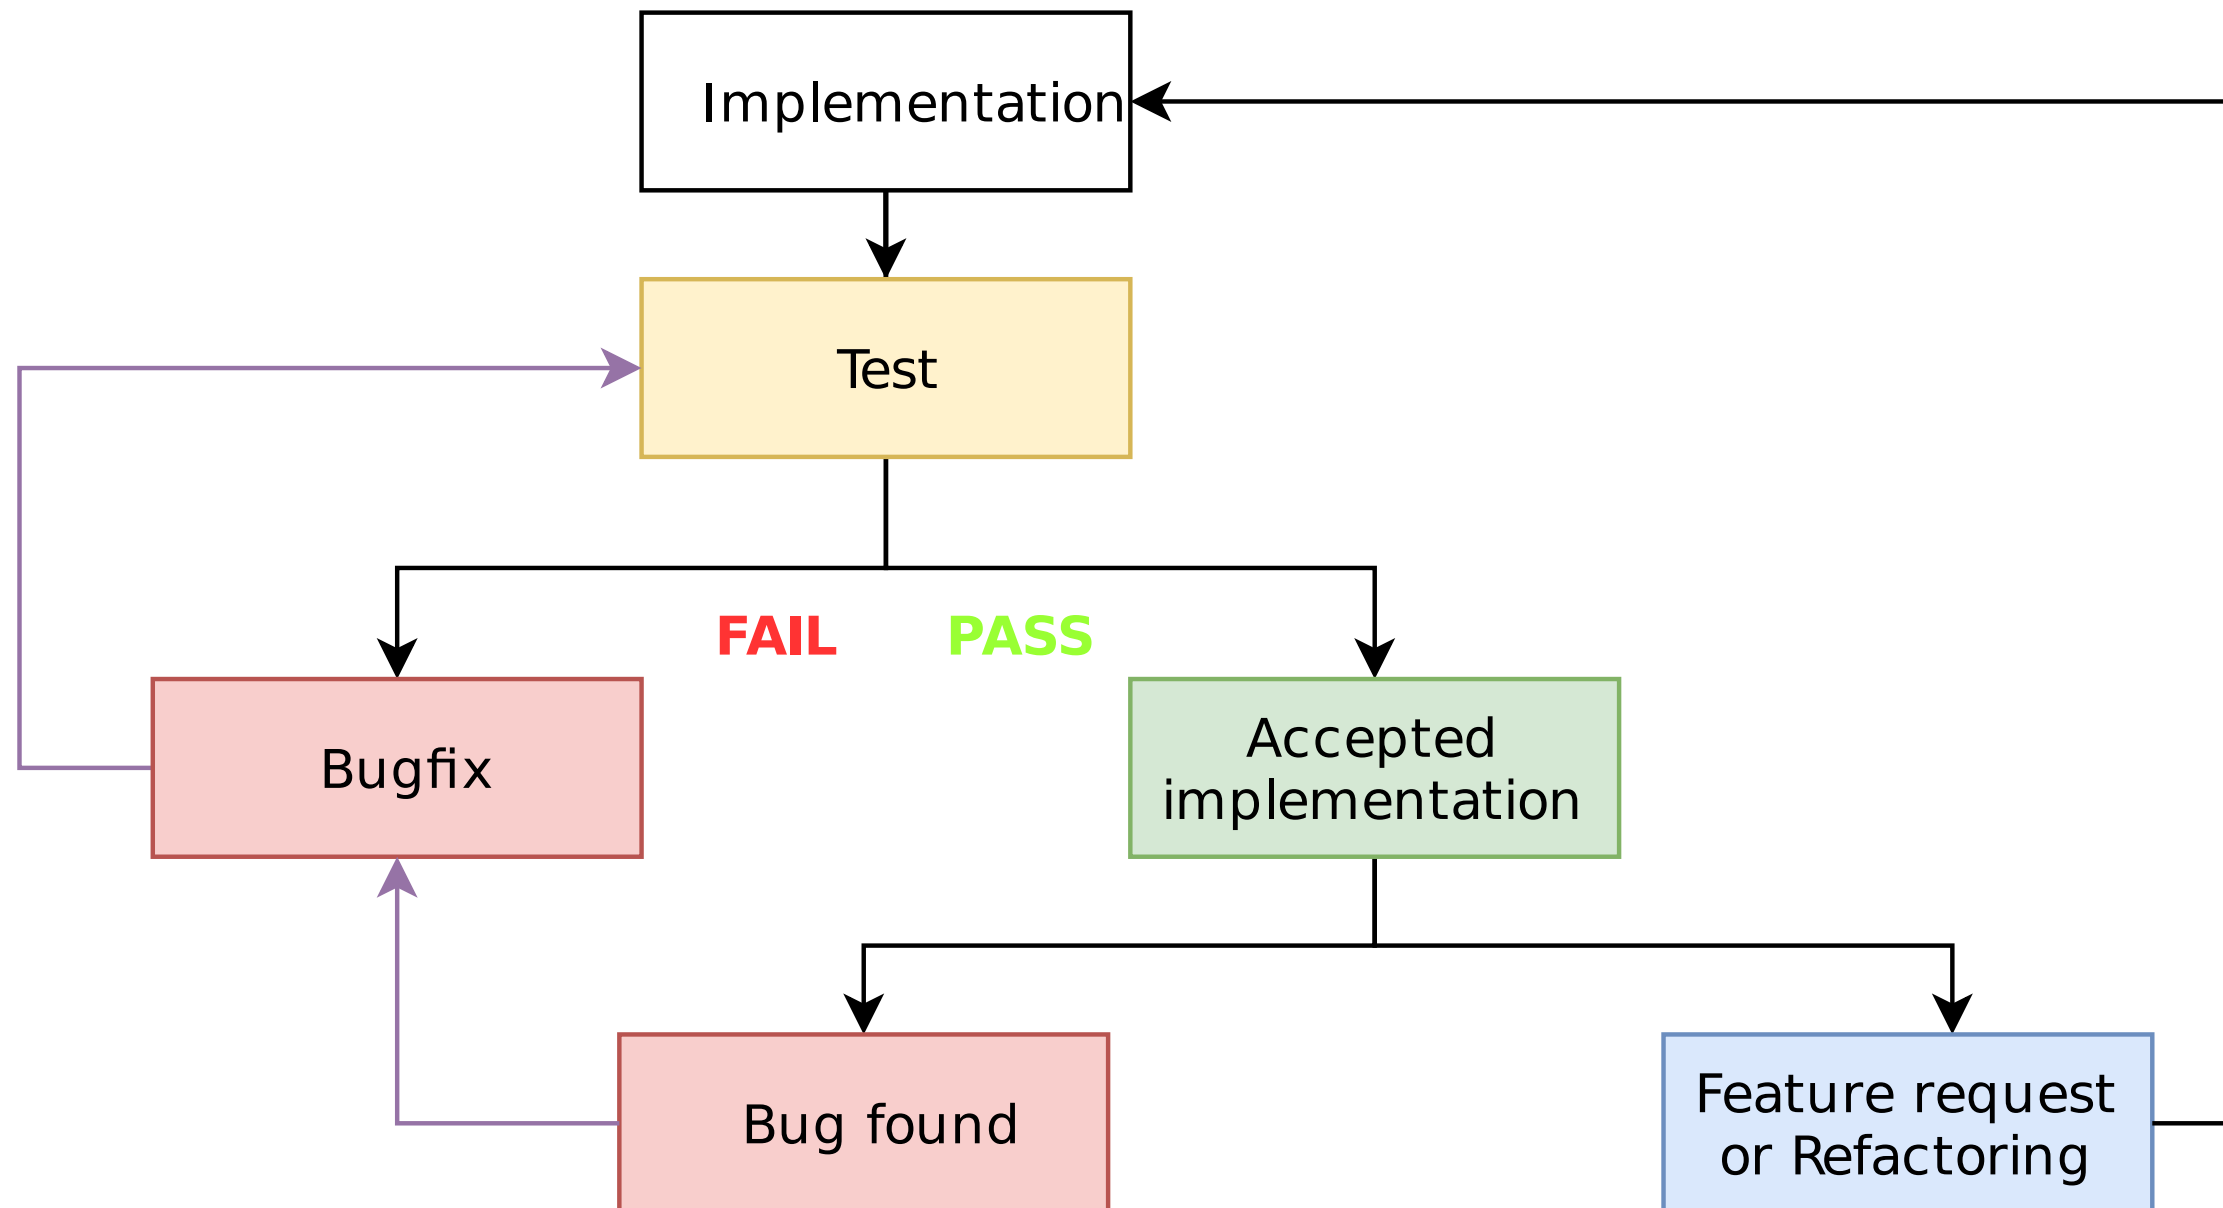 Implementation
Test
FAIL
PASS
Bugfix
Accepted
implementation
Bug found
Feature request
or Refactoring